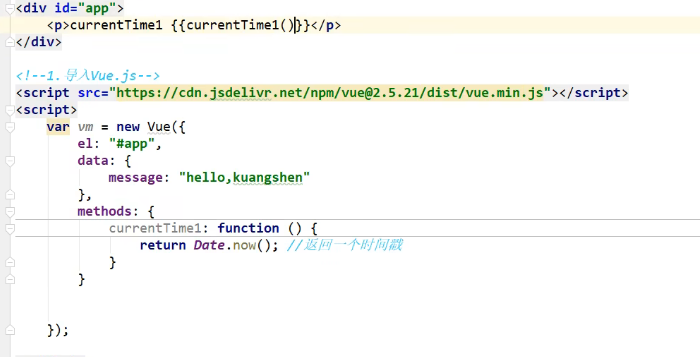 <div id="app">
<p>currentTime1 {{currentTime1()}}</p>
</div>
<!--1.导入Vue.js-->
<script src="https://cdn.jsdelivr.net/npm/vue@2.5.21/dist/vue.min.js"></script>
<script>
var vm = new Vue({
el: "#app",
data: {
message: "hello,kuangshen"
},
methods: {
currentTime1: function () {
return Date.now(); //返回一个时间戳
}
}
});